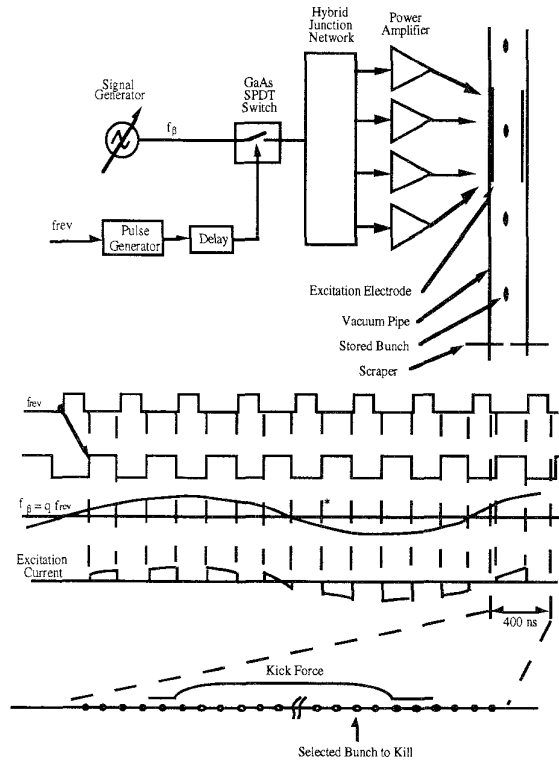 Hybrid
Junction
Network
Power
Amplifier
Signal
Generator
fβ
GaAs
SPDT
Switch
frev
Pulse
Generator
Delay
Excitation Electrode
Vacuum Pipe
Stored Bunch
Scraper
frev
fβ = q frev
*
Excitation
Current
400 ns
Kick Force
Selected Bunch to Kill